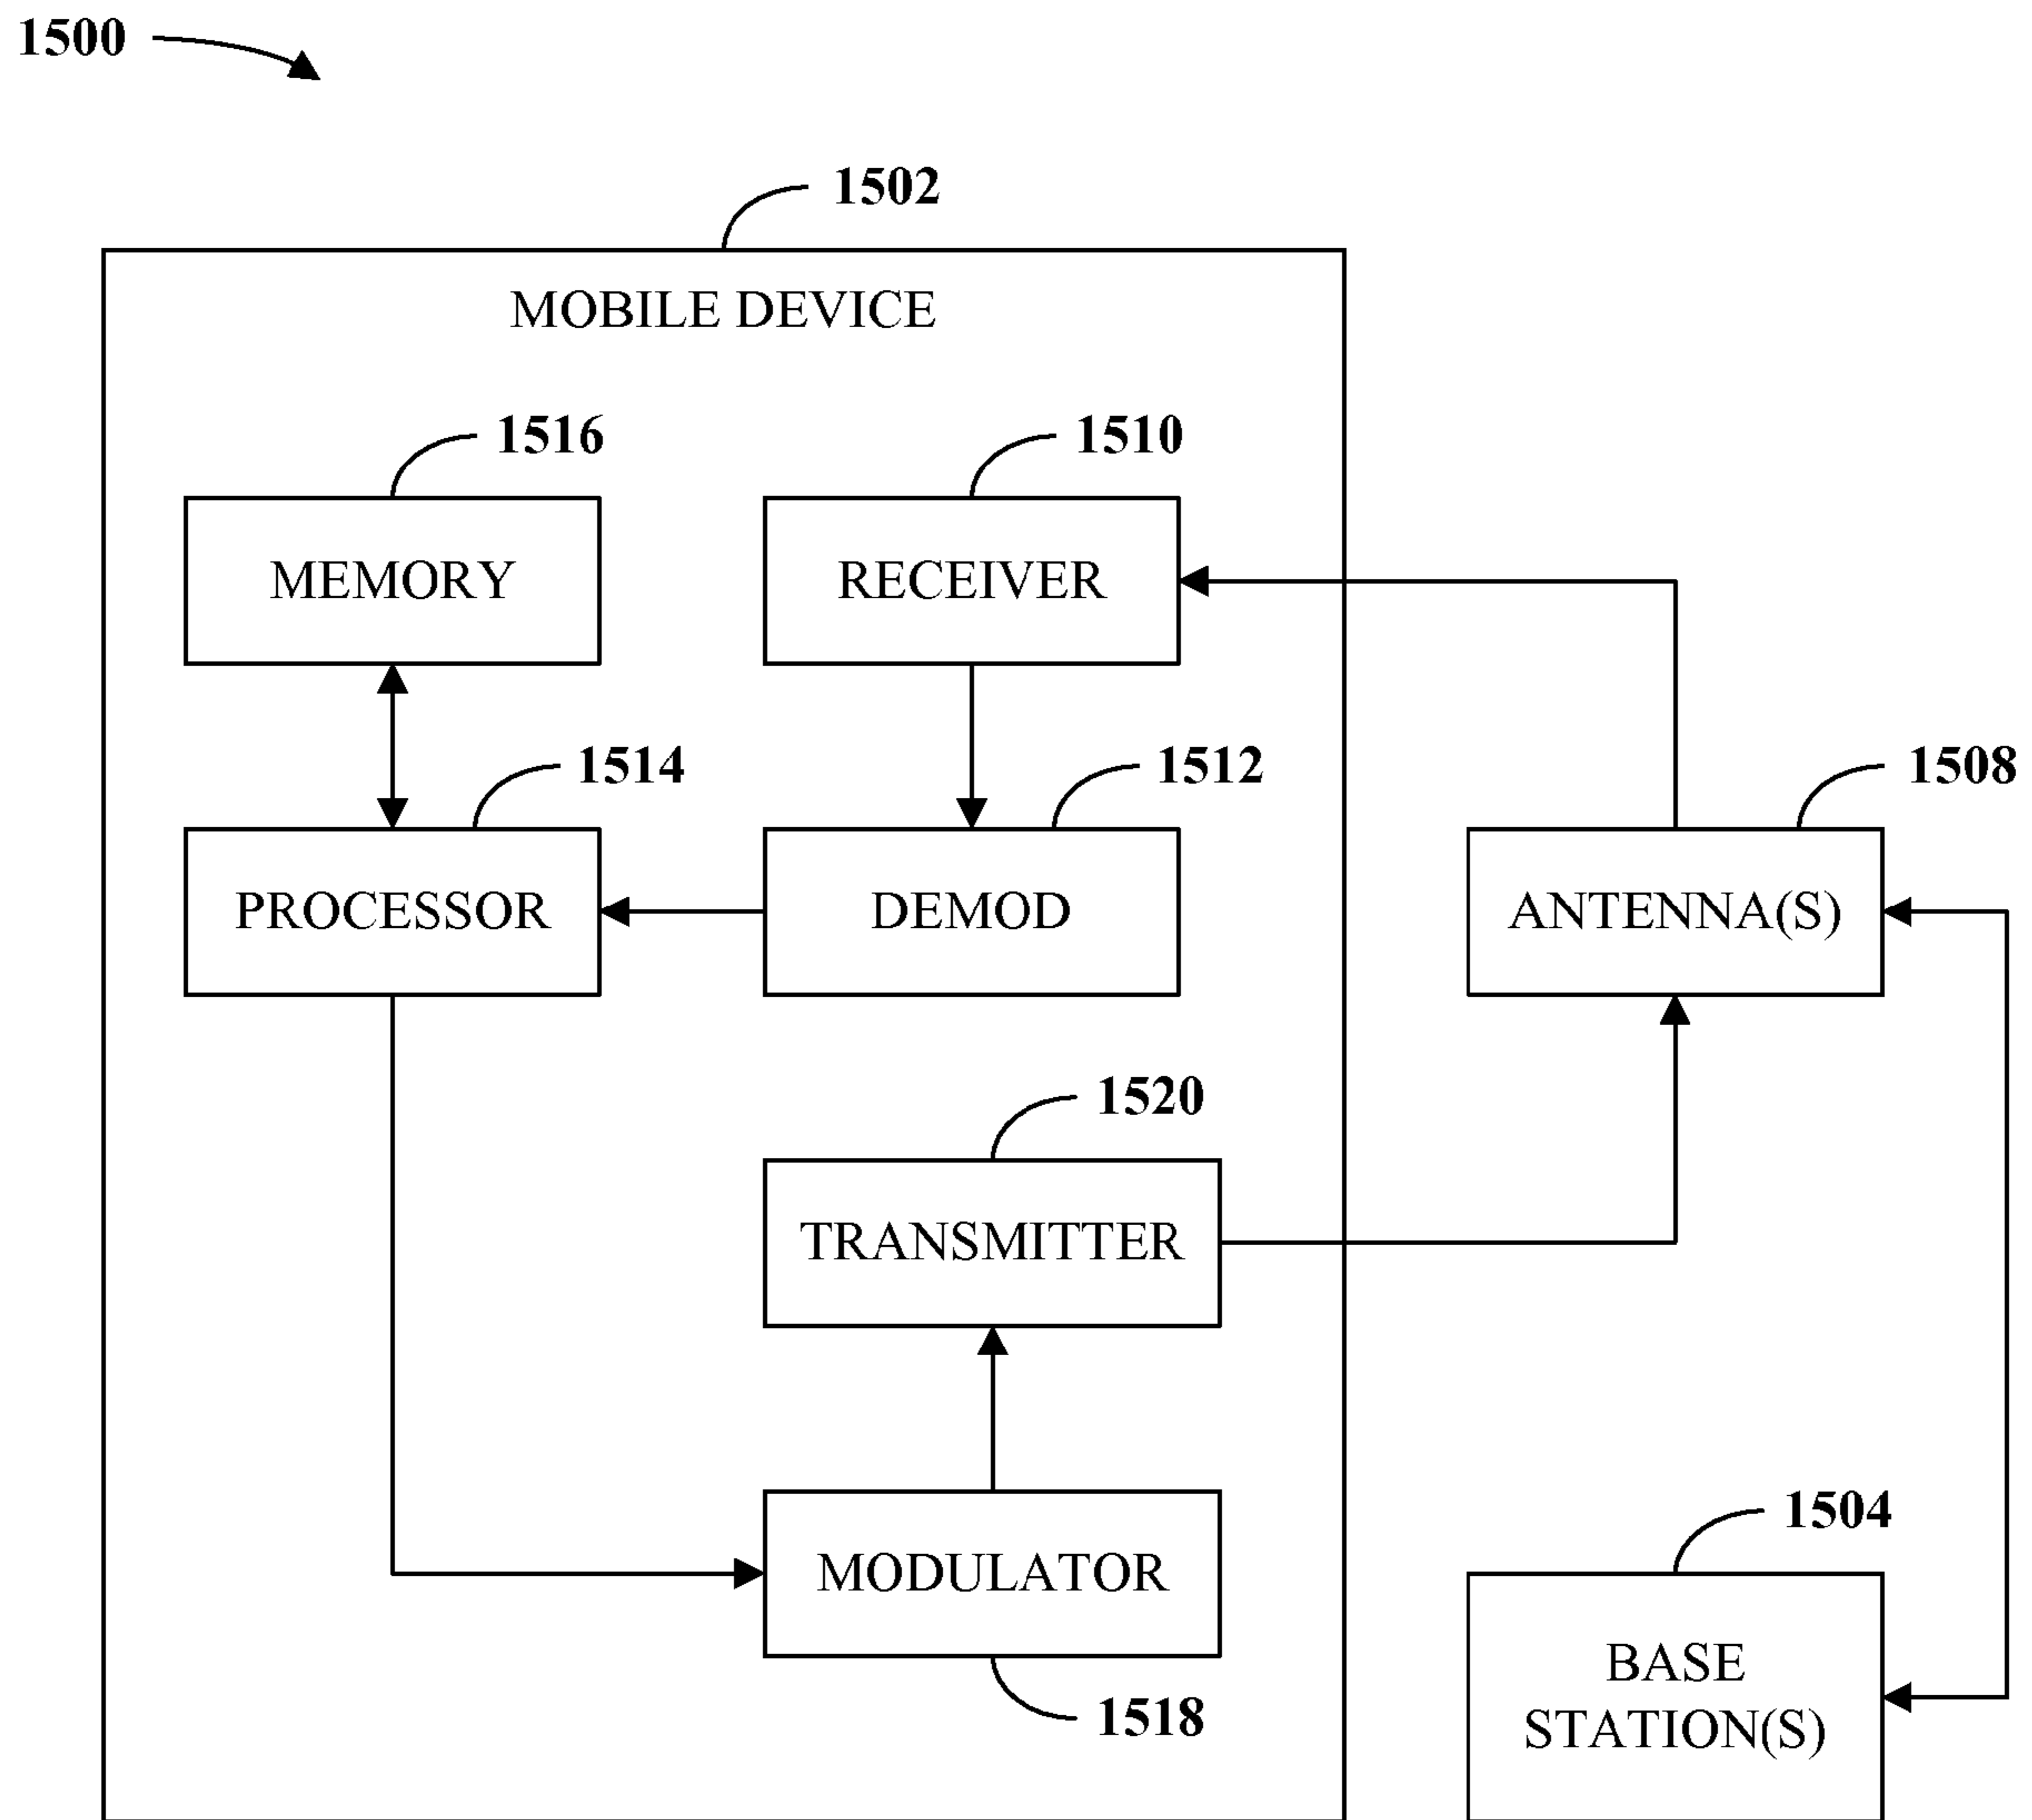 1500
1502
MOBILE DEVICE
1516
1510
MEMORY
RECEIVER
1514
1512
1508
PROCESSOR
DEMOD
ANTENNA(S)
1520
TRANSMITTER
1504
MODULATOR
BASE
STATION(S)
1518